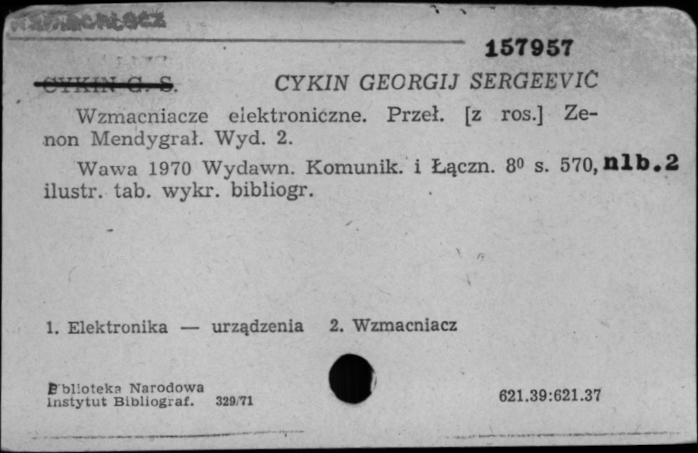 Wzmacniacz
157957
CYKIN G. S.
CYKIN GEORGIJ SERGEEVIČ
Wzmacniacze elektroniczne. Przeł. [z ros.] Ze-
non Mendygrał. Wyd. 2.
Wawa 1970 Wydawn. Komunik. i Łączn. 8⁰ s. 570, nlb. 2
ilustr. tab. wykr. bibliogr.
1. Elektronika — urządzenia 2. Wzmacniacz
Biblioteka Narodowa
Instytut Bibliograf. 329/71
621.39:621.37